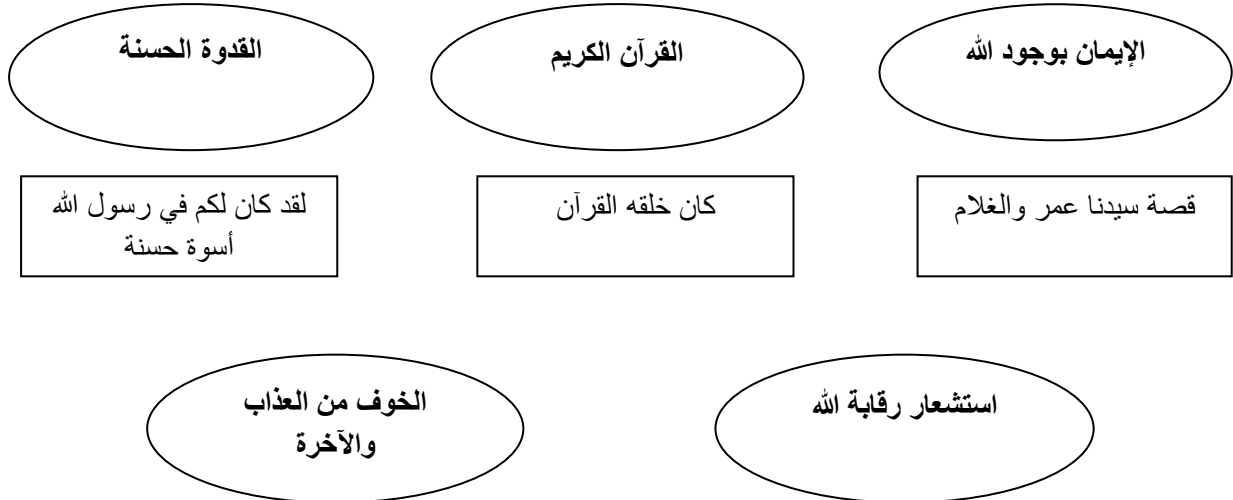 الإيمان بوجود الله
القرآن الكريم
القدوة الحسنة
قصة سيدنا عمر والغلام
كان خلقه القرآن
لقد كان لكم في رسول الله
أسوة حسنة
استشعار رقابة الله
الخوف من العذاب
والآخرة